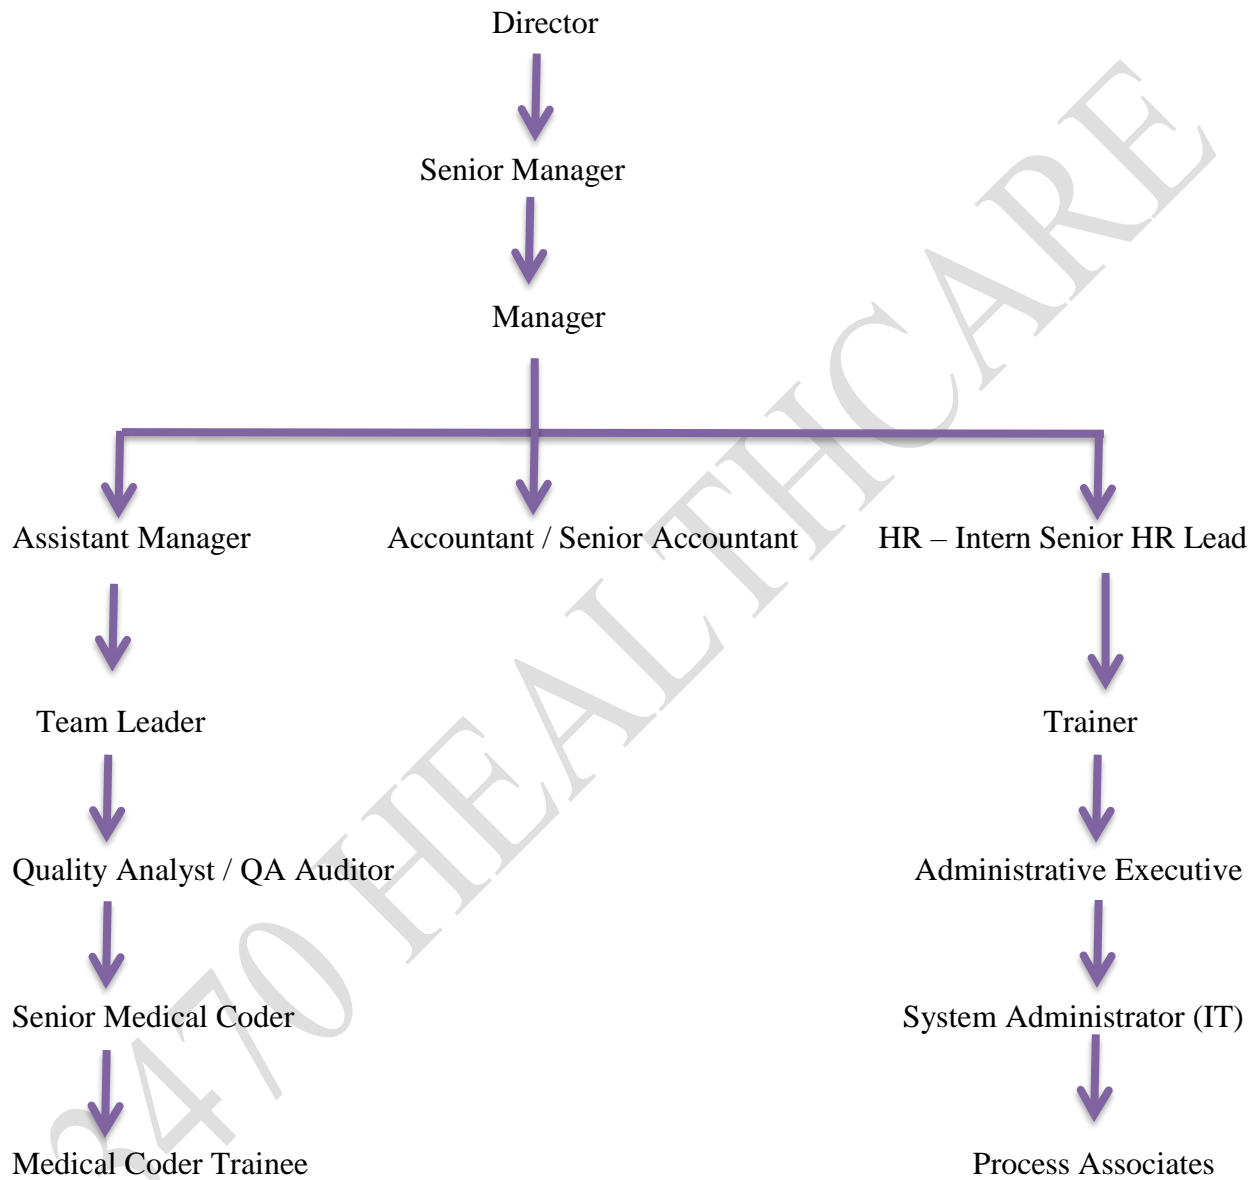 Director
Senior Manager
Manager
Assistant Manager
Accountant / Senior Accountant
HR – Intern Senior HR Lead
Team Leader
Trainer
Quality Analyst / QA Auditor
Administrative Executive
Senior Medical Coder
System Administrator (IT)
Medical Coder Trainee
Process Associates
3470 HEALTHCARE